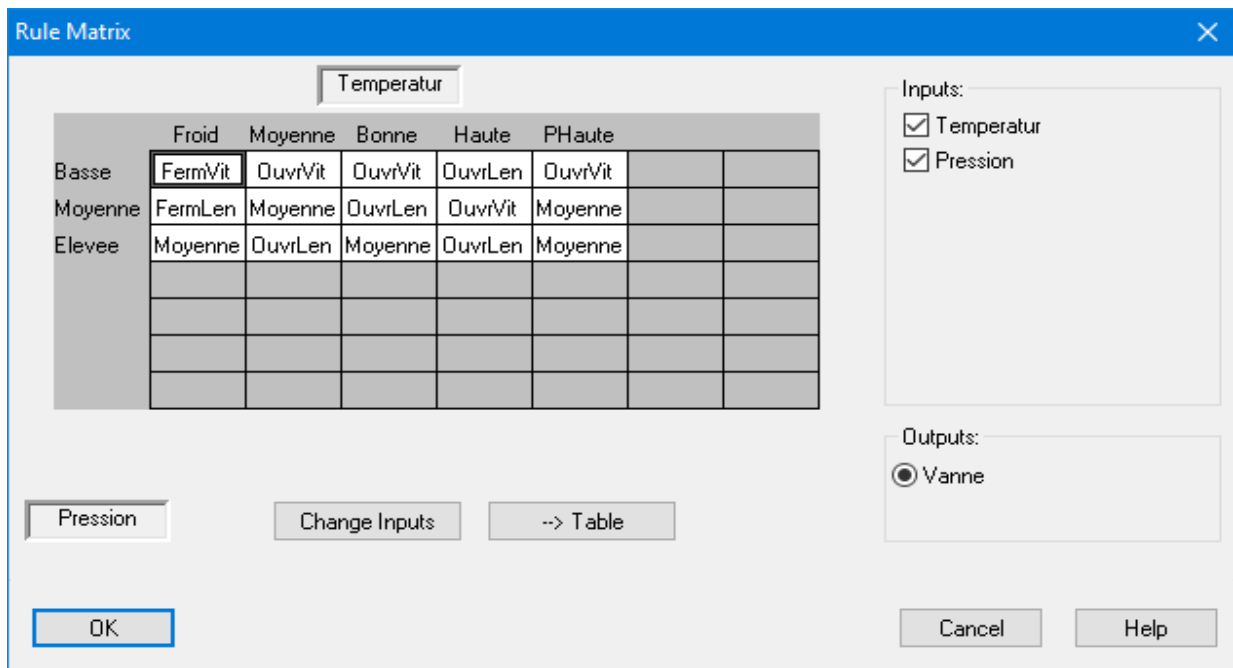 Rule Matrix
Temperatur
Froid Moyenne Bonne Haute PHaute
Basse FermVit OuvrVit OuvrVit OuvrLen OuvrVit
Moyenne FermLen Moyenne OuvrLen OuvrVit Moyenne
Elevee Moyenne OuvrLen Moyenne OuvrLen Moyenne
Inputs:
Temperatur
Pression
Outputs:
Vanne
Pression Change Inputs --> Table
OK Cancel Help